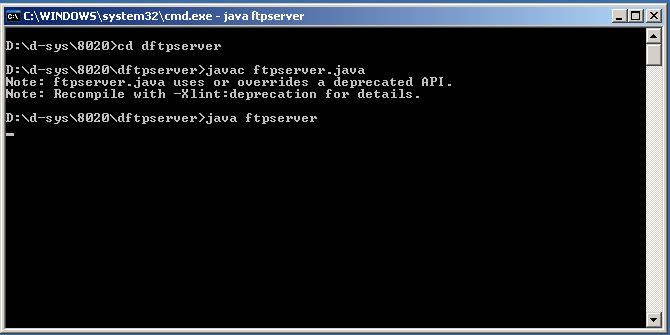 C:\WINDOWS\system32\cmd.exe - java ftpserver
D:\d-sys\8020>cd dftpserver
D:\d-sys\8020\dftpserver>javac ftpserver.java
Note: ftpserver.java uses or overrides a deprecated API.
Note: Recompile with -Xlint:deprecation for details.
D:\d-sys\8020\dftpserver>java ftpserver